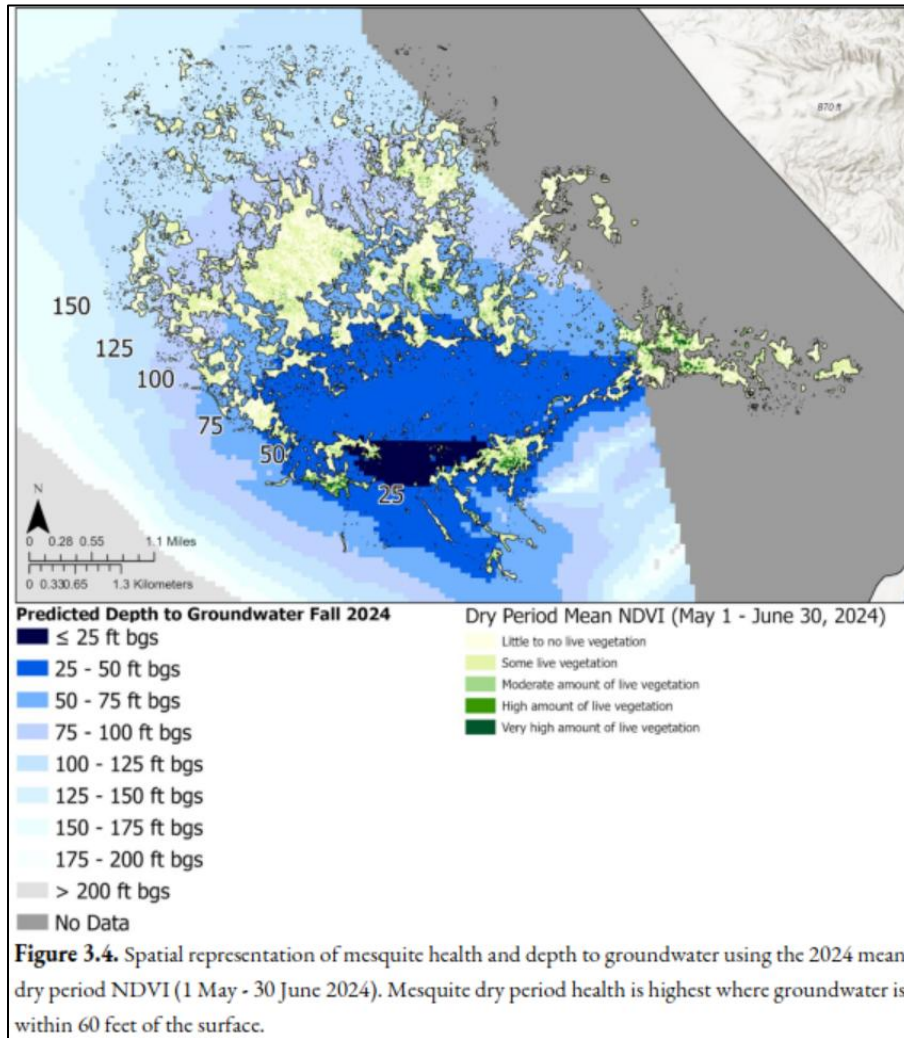 870 ft
150
125
100
75
50
25
N
0 0.28 0.55 1.1 Miles
0 0.330.65 1.3 Kilometers
Predicted Depth to Groundwater Fall 2024
≤ 25 ft bgs
25 - 50 ft bgs
50 - 75 ft bgs
75 - 100 ft bgs
100 - 125 ft bgs
125 - 150 ft bgs
150 - 175 ft bgs
175 - 200 ft bgs
> 200 ft bgs
No Data
Dry Period Mean NDVI (May 1 - June 30, 2024)
Little to no live vegetation
Some live vegetation
Moderate amount of live vegetation
High amount of live vegetation
Very high amount of live vegetation
Figure 3.4. Spatial representation of mesquite health and depth to groundwater using the 2024 mean
dry period NDVI (1 May - 30 June 2024). Mesquite dry period health is highest where groundwater is
within 60 feet of the surface.